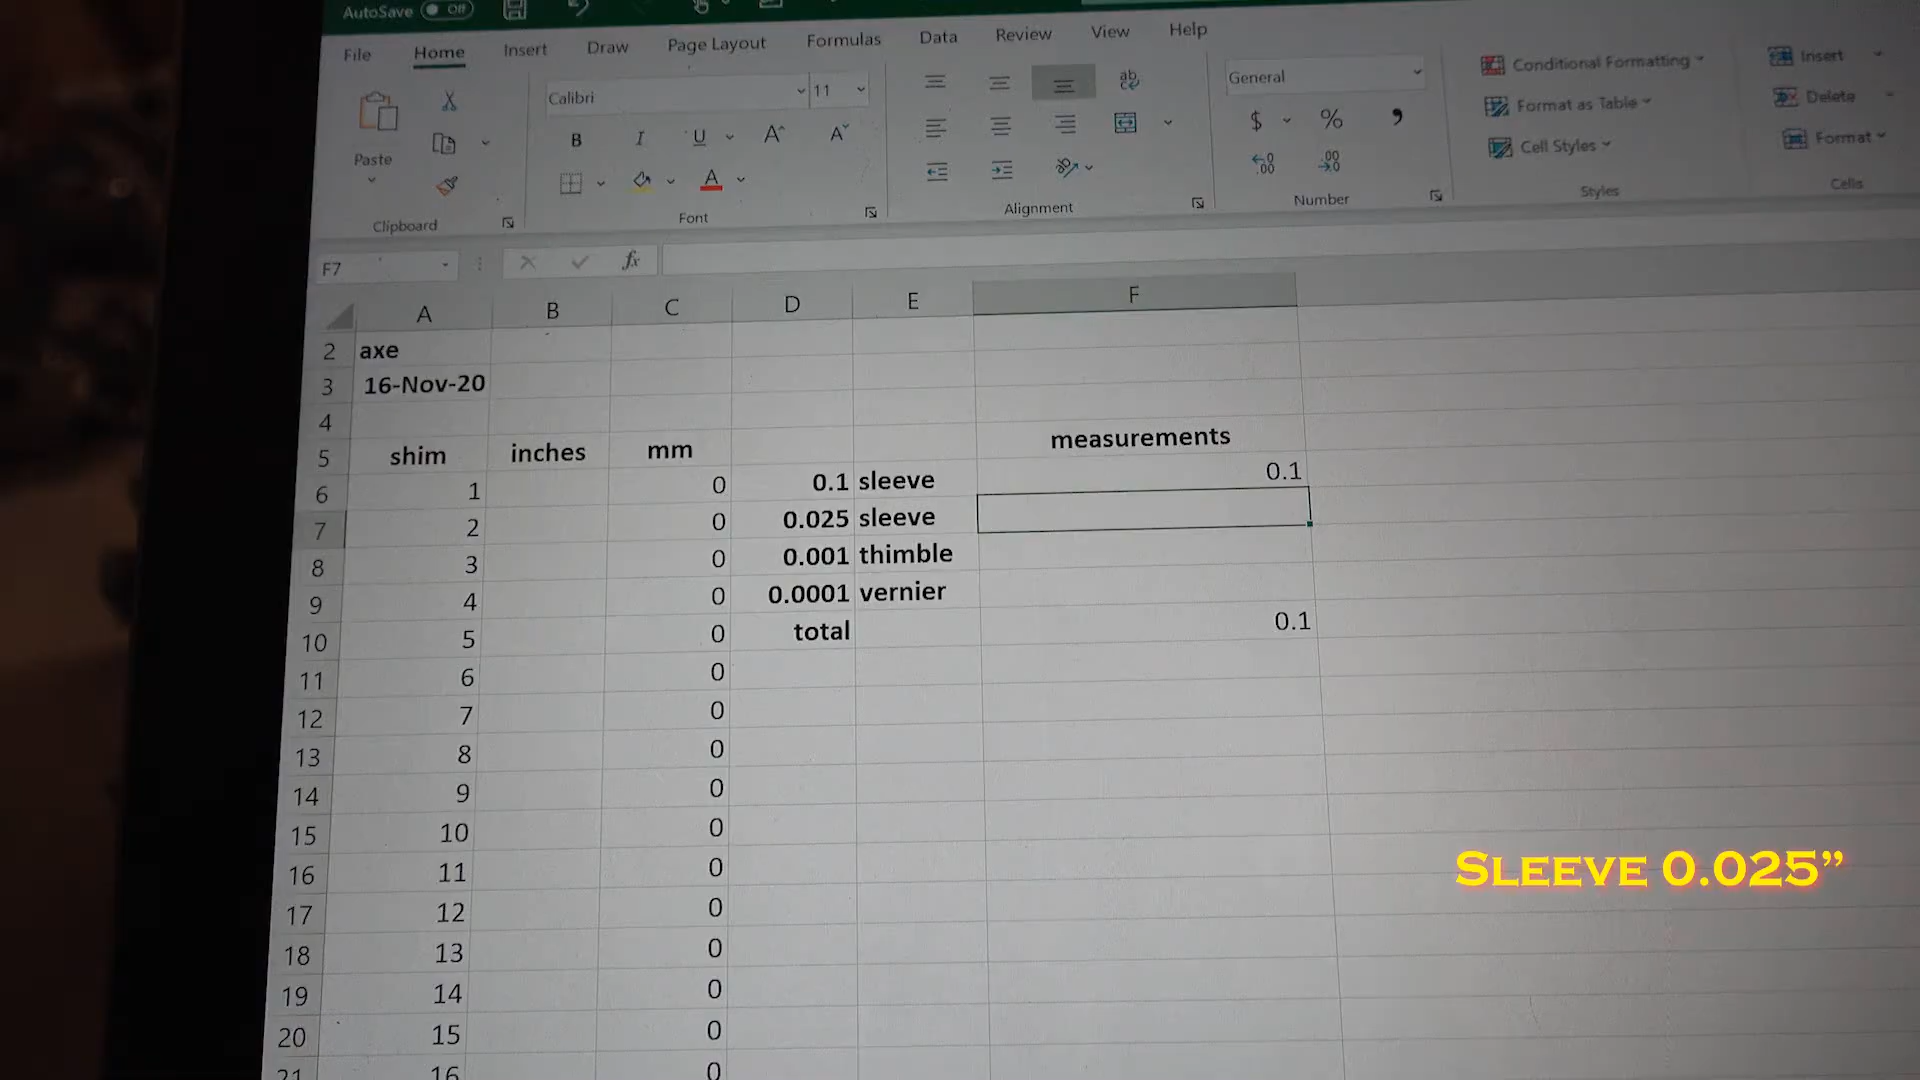 AutoSave Off
File Home Insert Draw Page Layout Formulas Data Review View Help
Paste
Clipboard
Calibri 11
B I U A A
A
Font
ab
Alignment
General
$ % ,
Number
Conditional Formatting
Format as Table
Cell Styles
Styles
Insert
Delete
Format
Cells
F7 fx
A B C D E F
2 axe
3 16-Nov-20
4
5 shim inches mm measurements
6 1 0 0.1 sleeve 0.1
7 2 0 0.025 sleeve
8 3 0 0.001 thimble
9 4 0 0.0001 vernier
10 5 0 total 0.1
11 6 0
12 7 0
13 8 0
14 9 0
15 10 0
16 11 0
17 12 0
18 13 0
19 14 0
20 15 0
21 16 0
SLEEVE 0.025”